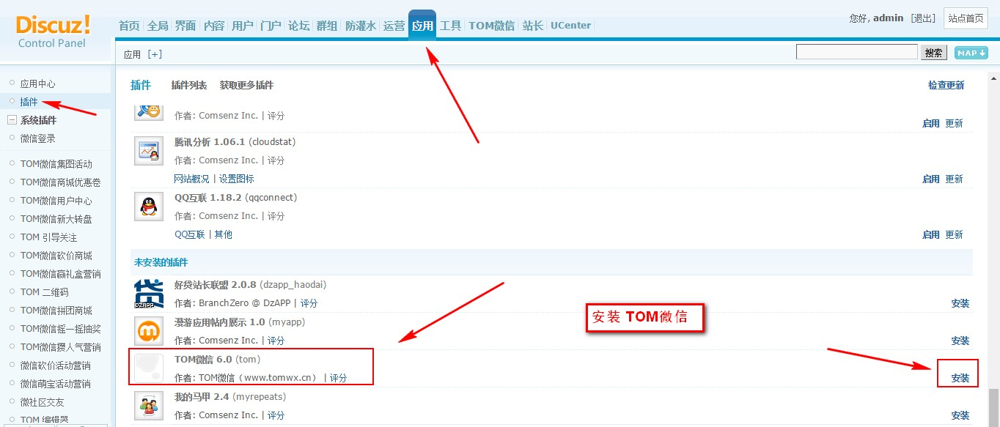 Discuz!
Control Panel
首页 全局 界面 内容 用户 门户 论坛 群组 防灌水 运营 应用 工具 TOM微信 站长 UCenter
您好, admin [退出] 站点首页
应用 [+]
搜索 MAP
应用中心
插件
系统插件
微信登录
TOM微信集图活动
TOM微信商城优惠卷
TOM微信用户中心
TOM微信新大转盘
TOM 引导关注
TOM微信砍价商城
TOM微信赢礼盒营销
TOM 二维码
TOM微信拼团商城
TOM微信摇一摇抽奖
TOM微信攒人气营销
微信砍价活动营销
微信萌宝活动营销
微社区交友
TOM 编辑器
插件 插件列表 获取更多插件 检查更新
作者: Comsenz Inc. | 评分
启用 更新
腾讯分析 1.06.1 (cloudstat)
作者: Comsenz Inc. | 评分
网站概况 | 设置图标 启用 更新
QQ互联 1.18.2 (qqconnect)
作者: Comsenz Inc. | 评分
QQ互联 | 其他 启用 更新
未安装的插件
好贷站长联盟 2.0.8 (dzapp_haodai)
贷 DZAPP
作者: BranchZero @ DzAPP | 评分 安装
漫游应用帖内展示 1.0 (myapp)
作者: Comsenz Inc. | 评分 安装
安装 TOM微信
TOM微信 6.0 (tom)
作者: TOM微信（www.tomwx.cn） | 评分 安装
我的马甲 2.4 (myrepeats)
作者: Comsenz Inc. | 评分 安装